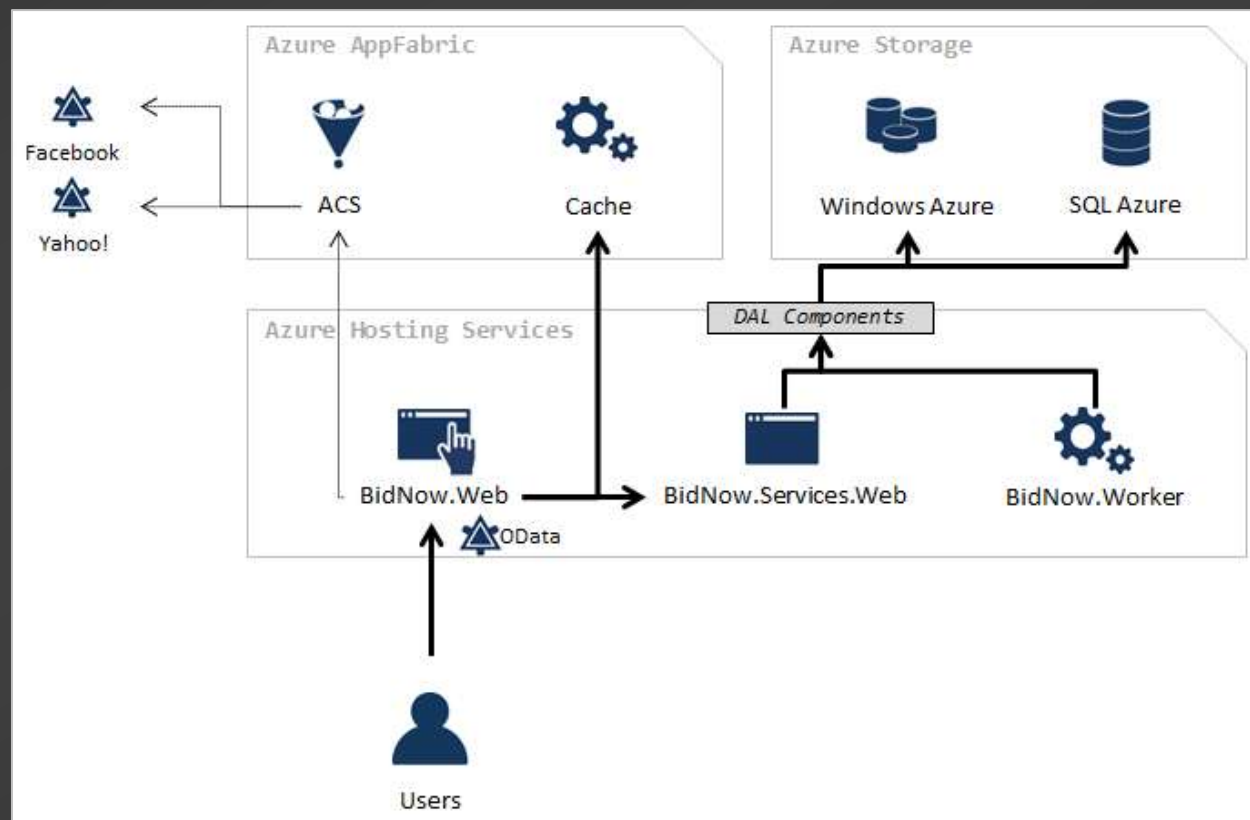 Azure AppFabric
Azure Storage
Facebook
Yahoo!
ACS
Cache
Windows Azure
SQL Azure
DAL Components
Azure Hosting Services
BidNow.Web
BidNow.Services.Web
BidNow.Worker
OData
Users